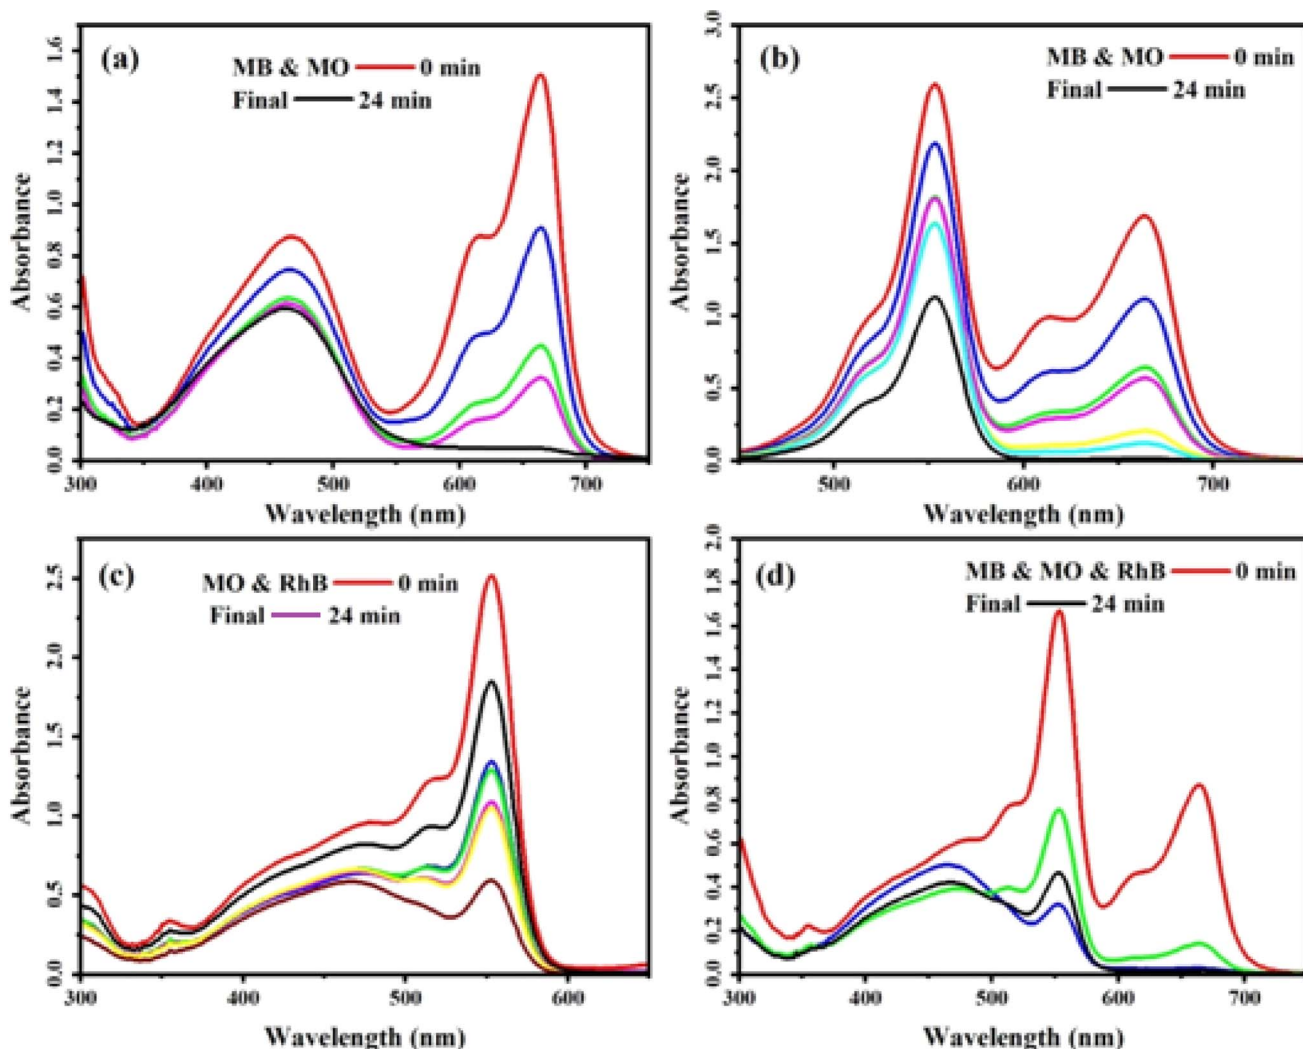 (a)
MB & MO 0 min
Final 24 min
Absorbance
0.0
0.2
0.4
0.6
0.8
1.0
1.2
1.4
1.6
300 400 500 600 700
Wavelength (nm)
(b)
MB & MO 0 min
Final 24 min
Absorbance
0.0
0.5
1.0
1.5
2.0
2.5
3.0
500 600 700
Wavelength (nm)
(c)
MO & RhB 0 min
Final 24 min
Absorbance
0.0
0.5
1.0
1.5
2.0
2.5
300 400 500 600
Wavelength (nm)
(d)
MB & MO & RhB 0 min
Final 24 min
Absorbance
0.0
0.2
0.4
0.6
0.8
1.0
1.2
1.4
1.6
1.8
2.0
300 400 500 600 700
Wavelength (nm)